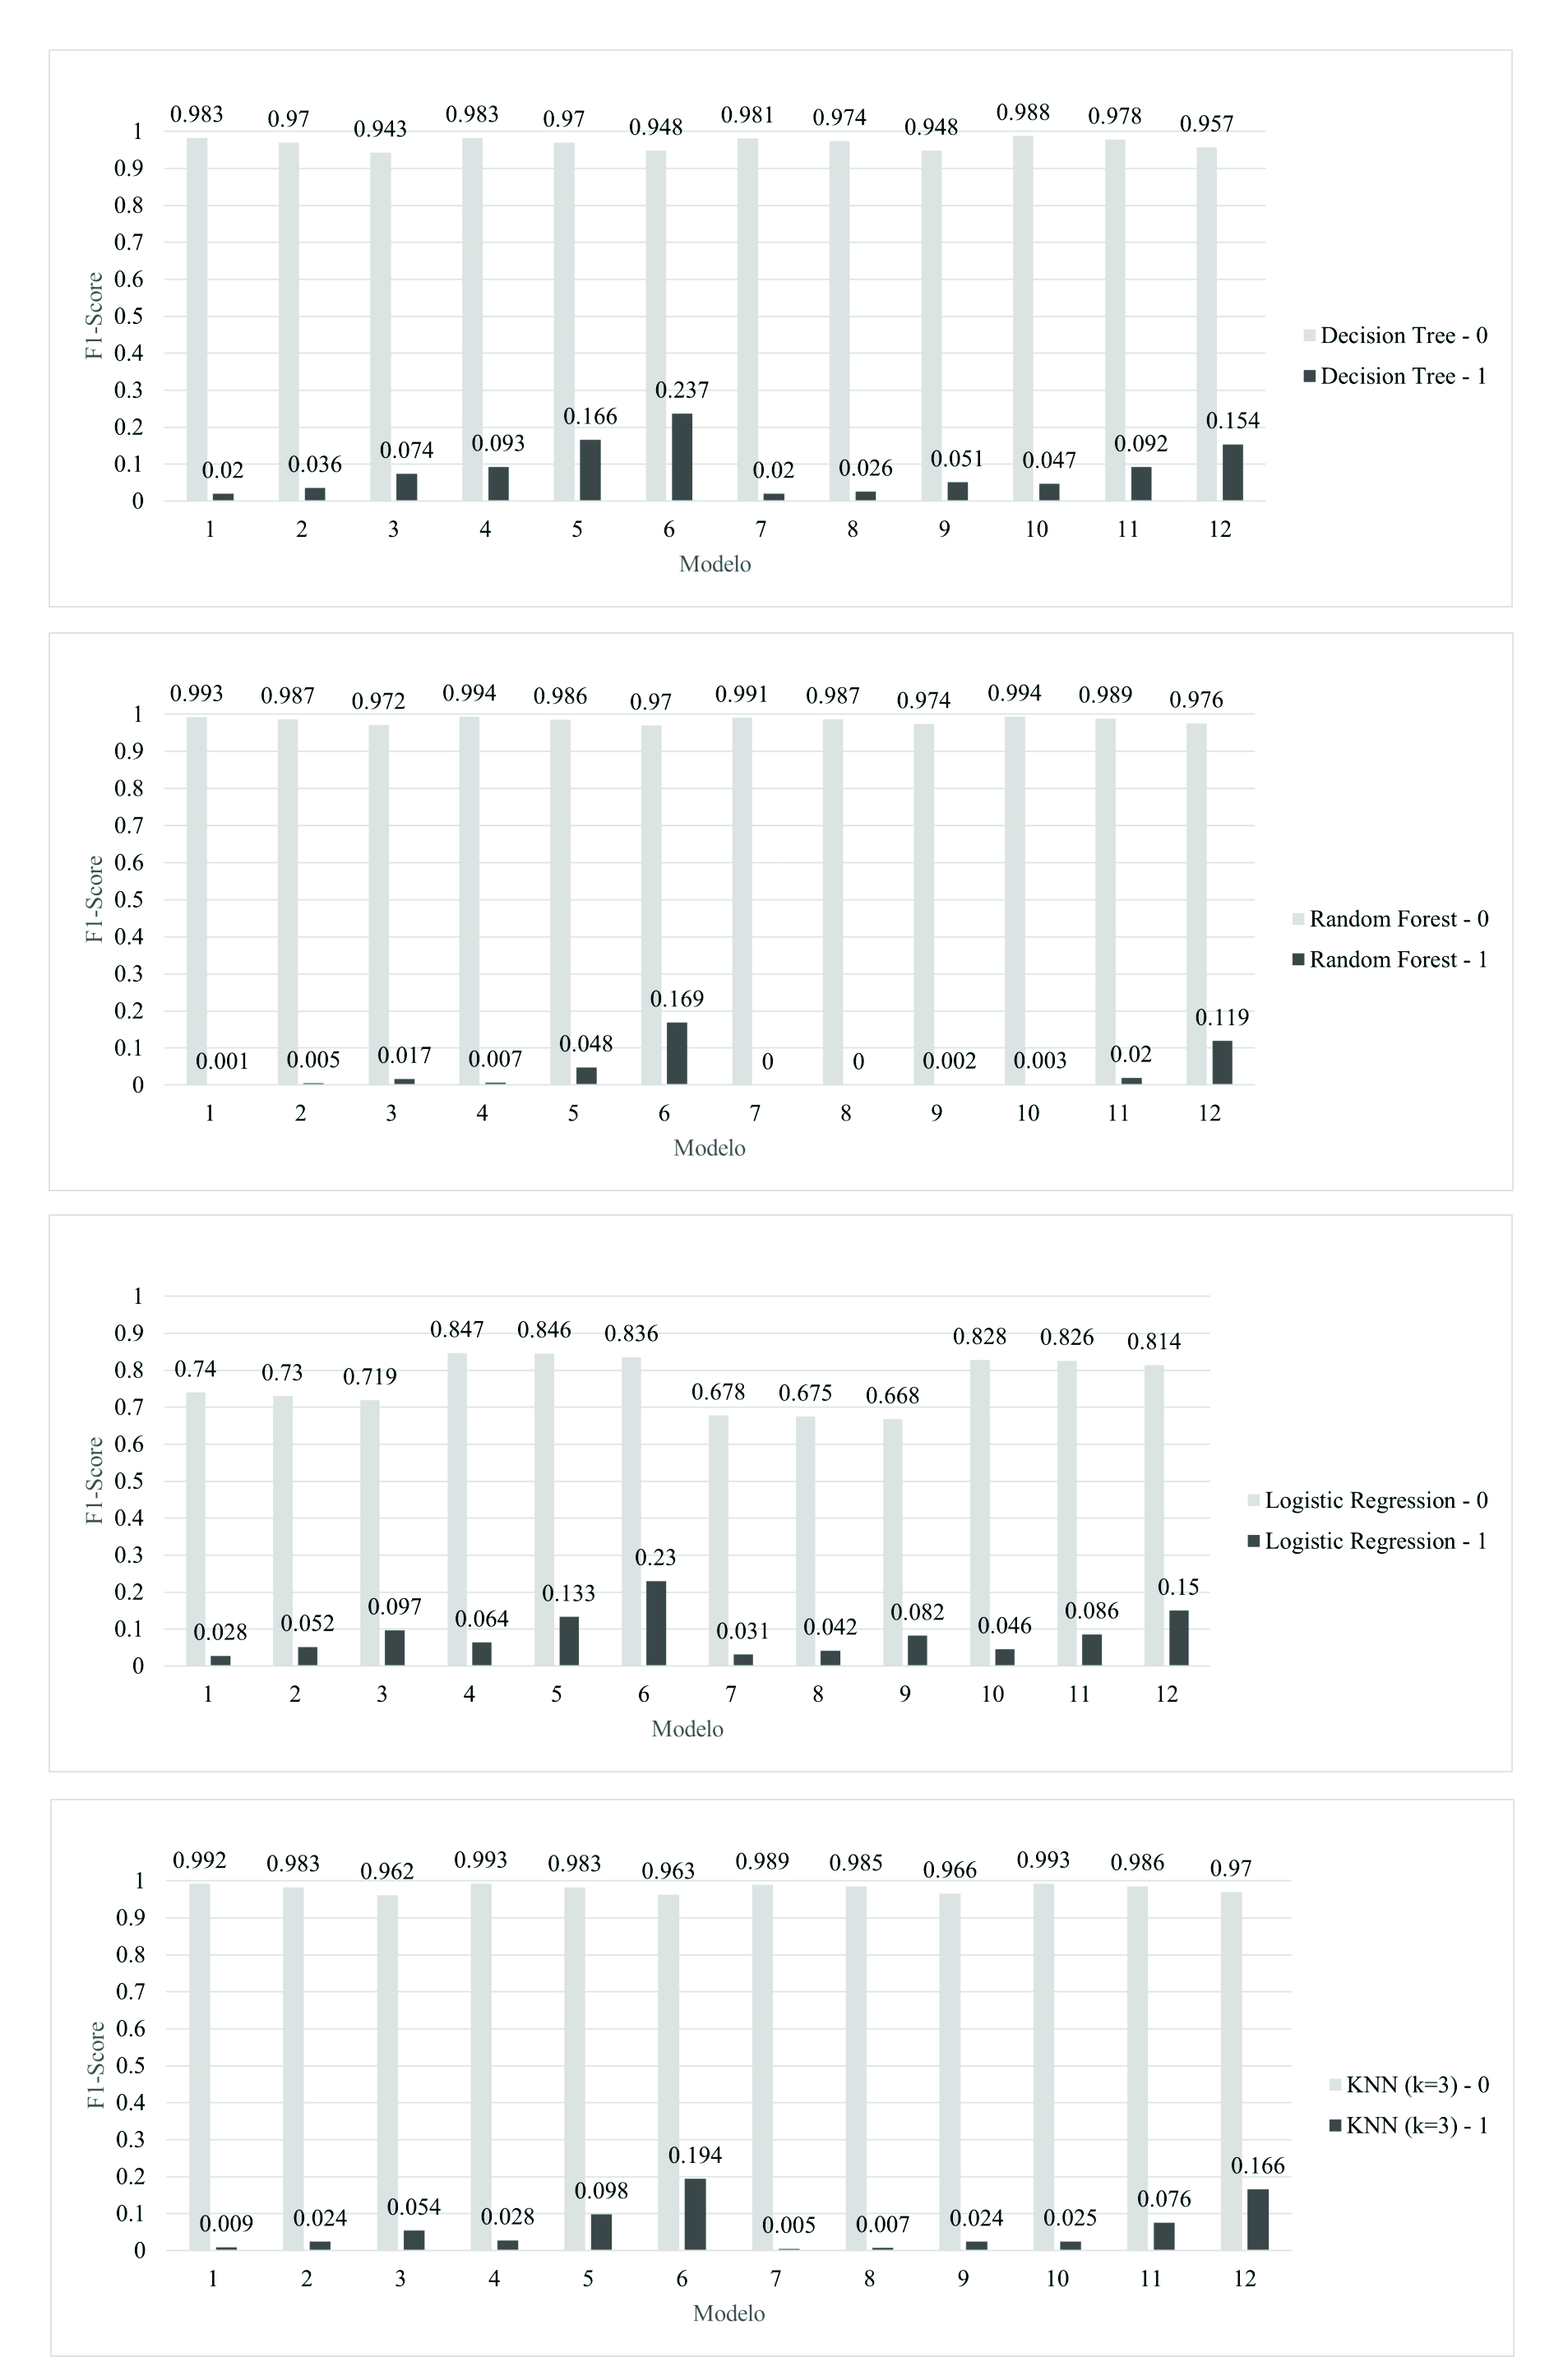 0.983 0.97 0.943 0.983 0.97 0.948 0.981 0.974 0.948 0.988 0.978 0.957
1
0.9
0.8
0.7
0.6
0.5
0.4
0.3
0.2
0.1
0
F1-Score
0.02 0.036 0.074 0.093 0.166 0.237 0.02 0.026 0.051 0.047 0.092 0.154
1 2 3 4 5 6 7 8 9 10 11 12
Modelo
Decision Tree - 0
Decision Tree - 1
0.993 0.987 0.972 0.994 0.986 0.97 0.991 0.987 0.974 0.994 0.989 0.976
1
0.9
0.8
0.7
0.6
0.5
0.4
0.3
0.2
0.1
0
F1-Score
0.001 0.005 0.017 0.007 0.048 0.169 0 0 0.002 0.003 0.02 0.119
1 2 3 4 5 6 7 8 9 10 11 12
Modelo
Random Forest - 0
Random Forest - 1
1
0.9
0.8
0.7
0.6
0.5
0.4
0.3
0.2
0.1
0
F1-Score
0.74 0.73 0.719 0.847 0.846 0.836 0.678 0.675 0.668 0.828 0.826 0.814
0.028 0.052 0.097 0.064 0.133 0.23 0.031 0.042 0.082 0.046 0.086 0.15
1 2 3 4 5 6 7 8 9 10 11 12
Modelo
Logistic Regression - 0
Logistic Regression - 1
0.992 0.983 0.962 0.993 0.983 0.963 0.989 0.985 0.966 0.993 0.986 0.97
1
0.9
0.8
0.7
0.6
0.5
0.4
0.3
0.2
0.1
0
F1-Score
0.009 0.024 0.054 0.028 0.098 0.194 0.005 0.007 0.024 0.025 0.076 0.166
1 2 3 4 5 6 7 8 9 10 11 12
Modelo
KNN (k=3) - 0
KNN (k=3) - 1